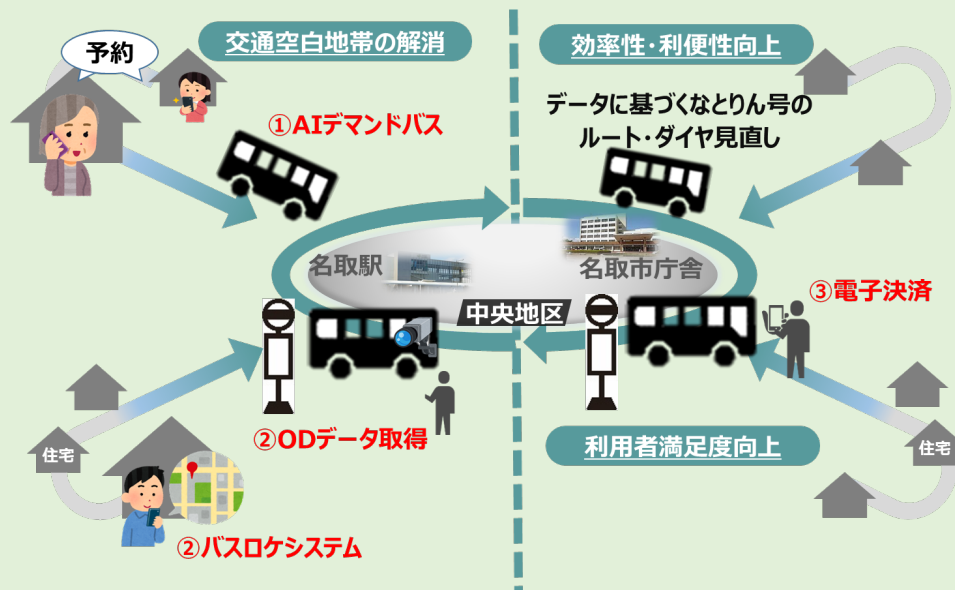 予約
交通空白地帯の解消
①AIデマンドバス
効率性・利便性向上
データに基づくなとりん号の
ルート・ダイヤ見直し
名取駅
名取市庁舎
中央地区
③電子決済
②ODデータ取得
利用者満足度向上
住宅
住宅
②バスロケシステム